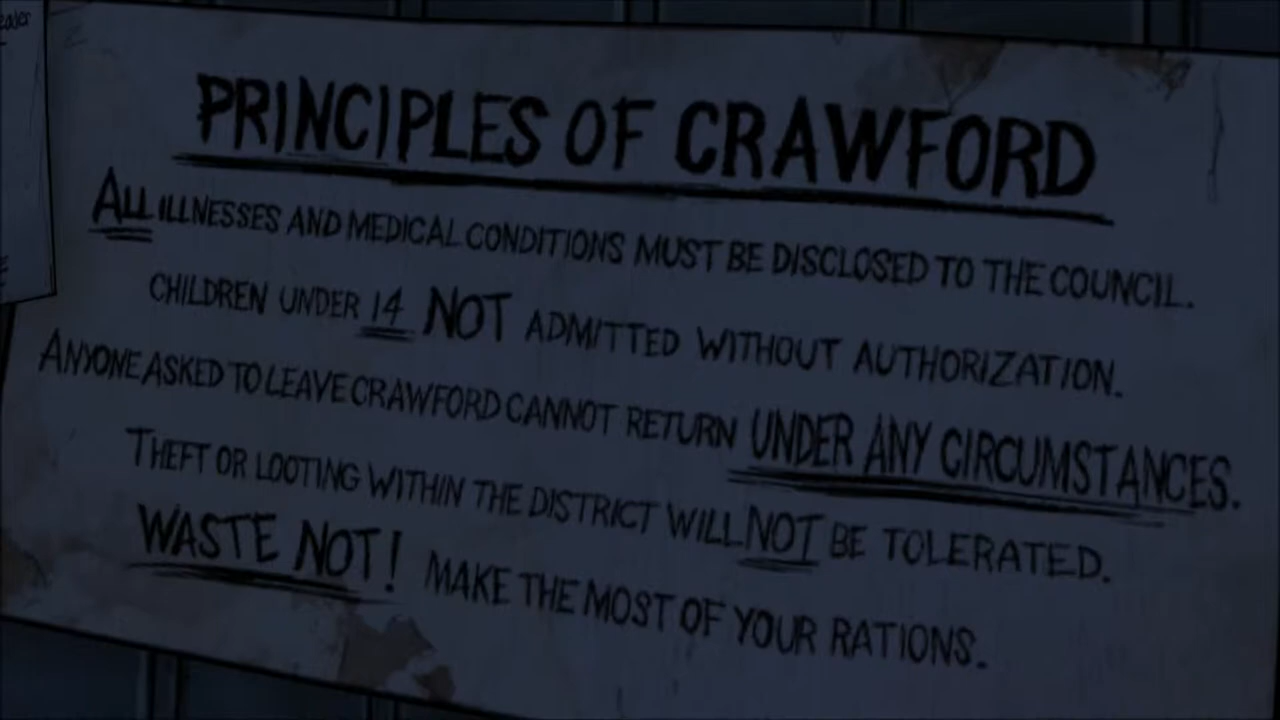 PRINCIPLES OF CRAWFORD
ALL ILLNESSES AND MEDICAL CONDITIONS MUST BE DISCLOSED TO THE COUNCIL.
CHILDREN UNDER 14 NOT ADMITTED WITHOUT AUTHORIZATION.
ANYONE ASKED TO LEAVE CRAWFORD CANNOT RETURN UNDER ANY CIRCUMSTANCES.
THEFT OR LOOTING WITHIN THE DISTRICT WILL NOT BE TOLERATED.
WASTE NOT! MAKE THE MOST OF YOUR RATIONS.